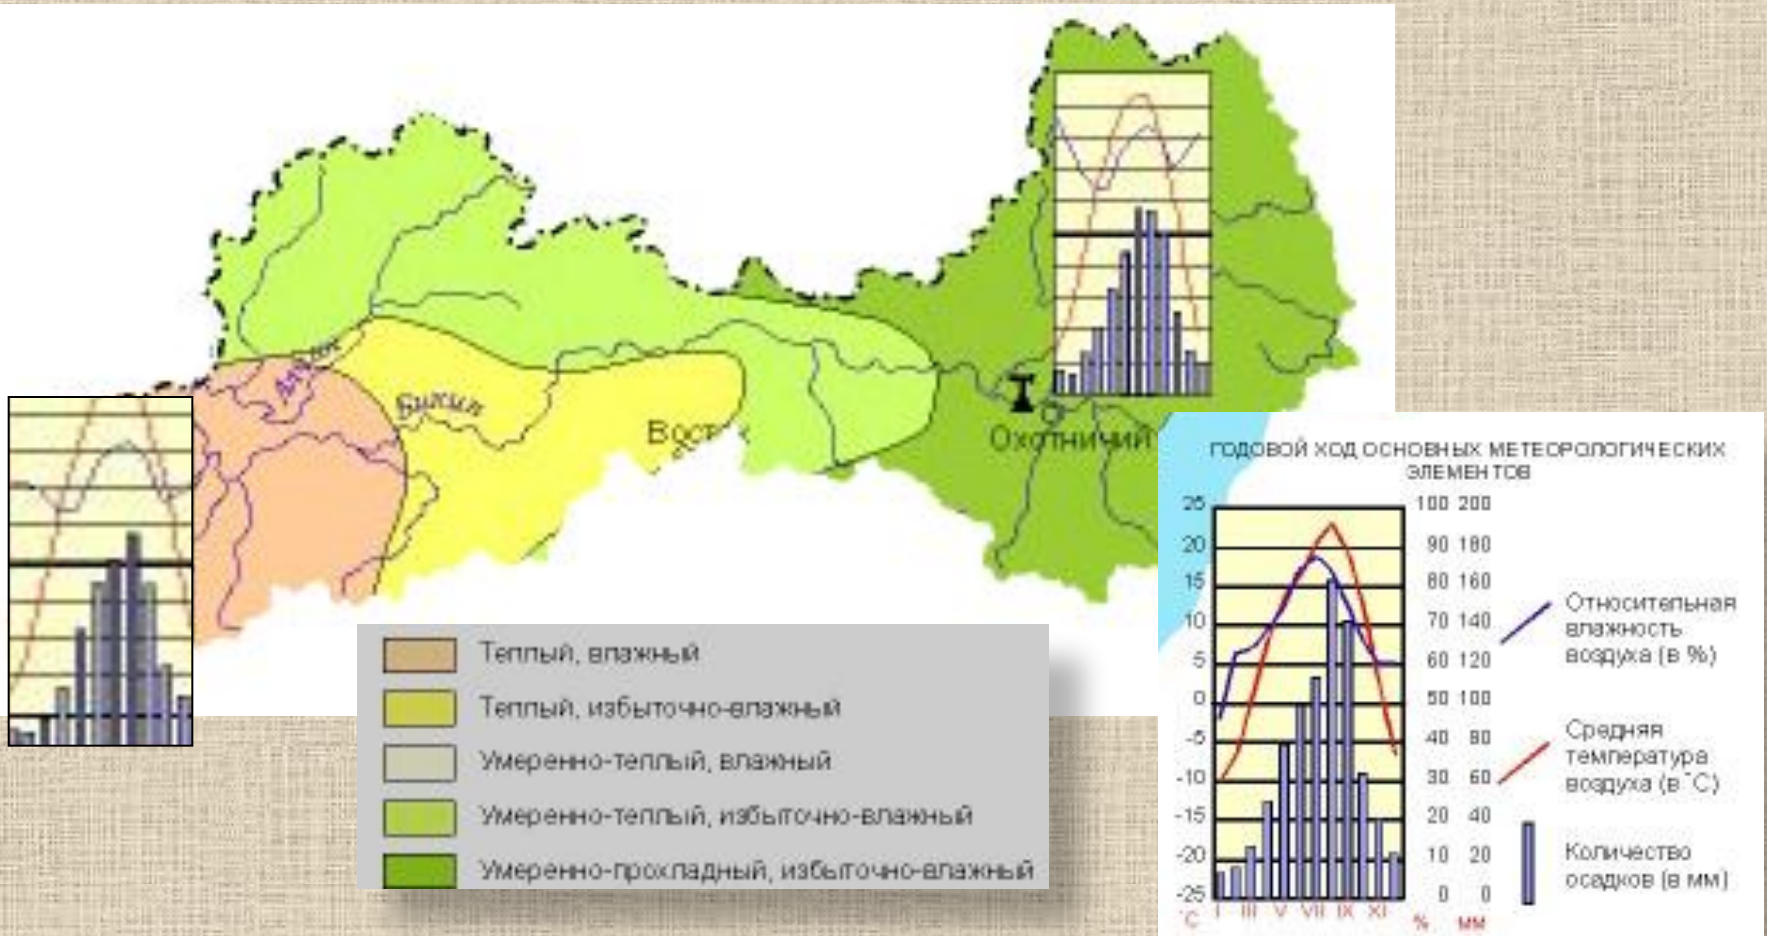 Бикин
Вост
Охотничий
Теплый, влажный
Теплый, избыточно-влажный
Умеренно-теплый, влажный
Умеренно-теплый, избыточно-влажный
Умеренно-прохладный, избыточно-влажный
ГОДОВОЙ ХОД ОСНОВНЫХ МЕТЕОРОЛОГИЧЕСКИХ
ЭЛЕМЕНТОВ
25 100 200
20 90 180
15 80 160
10 70 140
5 60 120
0 50 100
-5 40 80
-10 30 60
-15 20 40
-20 10 20
-25 0 0
°C I III V VII IX XI % мм
Относительная
влажность
воздуха (в %)
Средняя
температура
воздуха (в °C)
Количество
осадков (в мм)